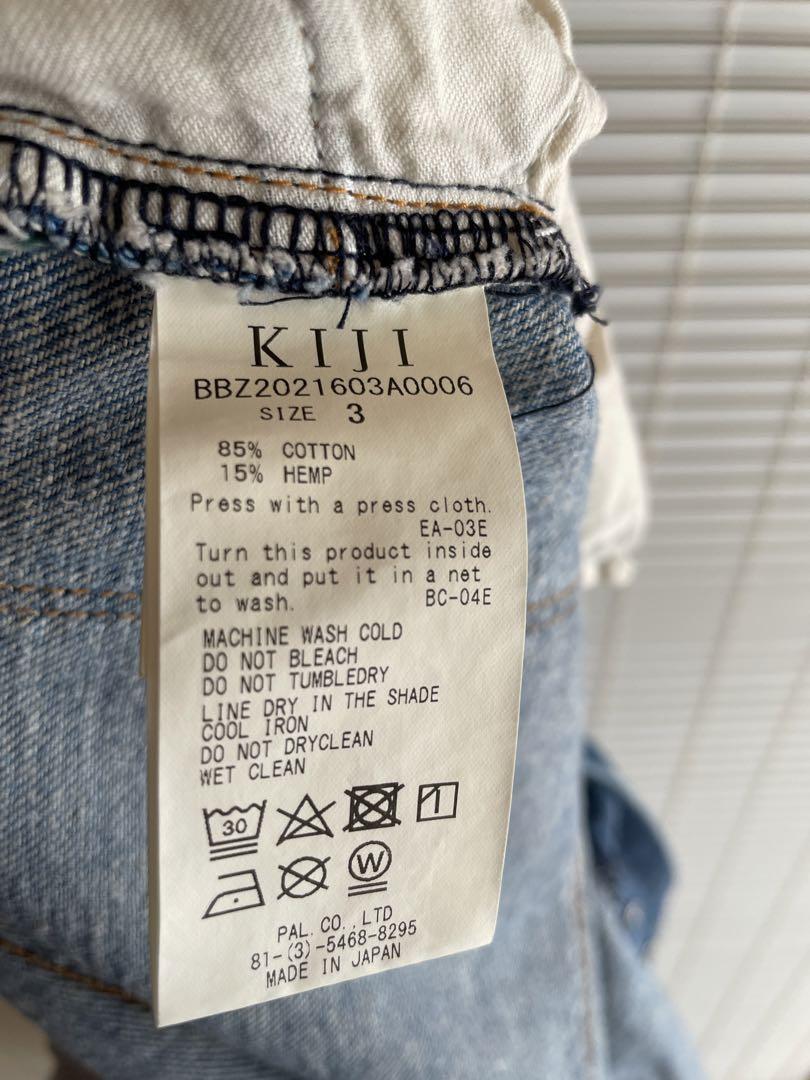 KIJI
BBZ2021603A0006
SIZE 3
85% COTTON
15% HEMP
Press with a press cloth.
EA-03E
Turn this product inside
out and put it in a net
to wash. BC-04E
MACHINE WASH COLD
DO NOT BLEACH
DO NOT TUMBLEDRY
LINE DRY IN THE SHADE
COOL IRON
DO NOT DRYCLEAN
WET CLEAN
30
W
PAL. CO., LTD
81-(3)-5468-8295
MADE IN JAPAN